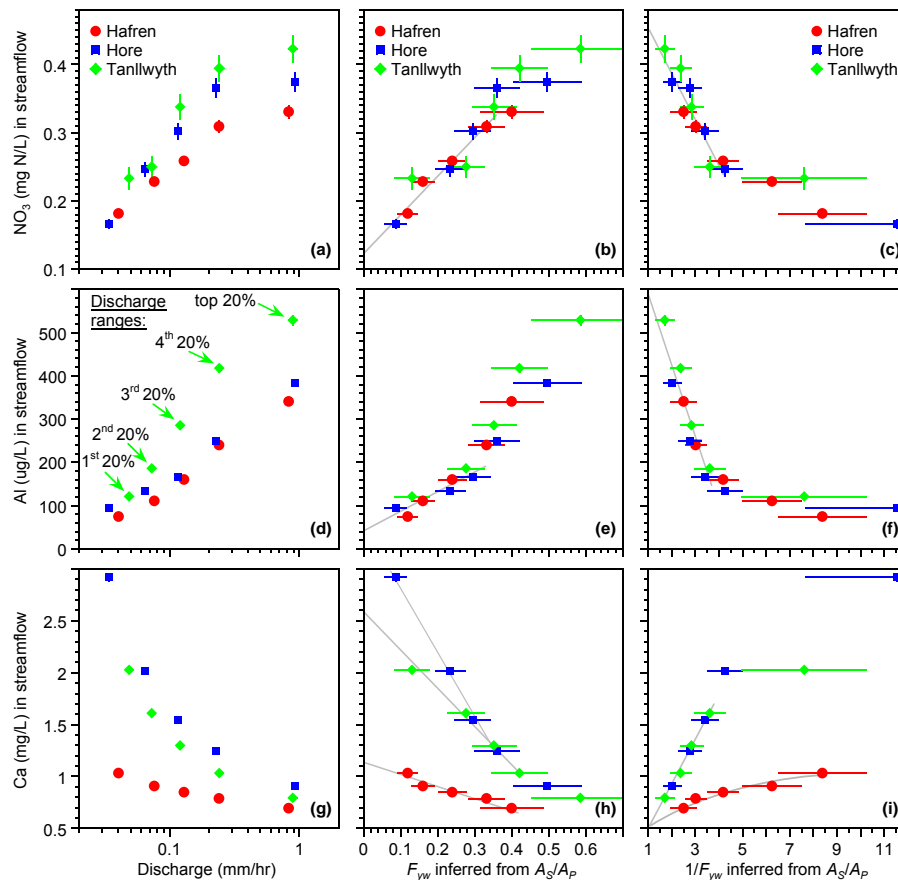 Hafren
Hore
Tanllwyth
Hafren
Hore
Tanllwyth
Hafren
Hore
Tanllwyth
NO3 (mg N/L) in streamflow
0.4
0.3
0.2
0.1
(a)
(b)
(c)
Discharge
ranges:
top 20%
4th 20%
3rd 20%
2nd 20%
1st 20%
Al (ug/L) in streamflow
500
400
300
200
100
0
(d)
(e)
(f)
Ca (mg/L) in streamflow
2.5
2
1.5
1
0.5
(g)
(h)
(i)
0.1 1
0 0.1 0.2 0.3 0.4 0.5 0.6
1 3 5 7 9 11
Discharge (mm/hr)
Fyw inferred from AS/AP
1/Fyw inferred from AS/AP